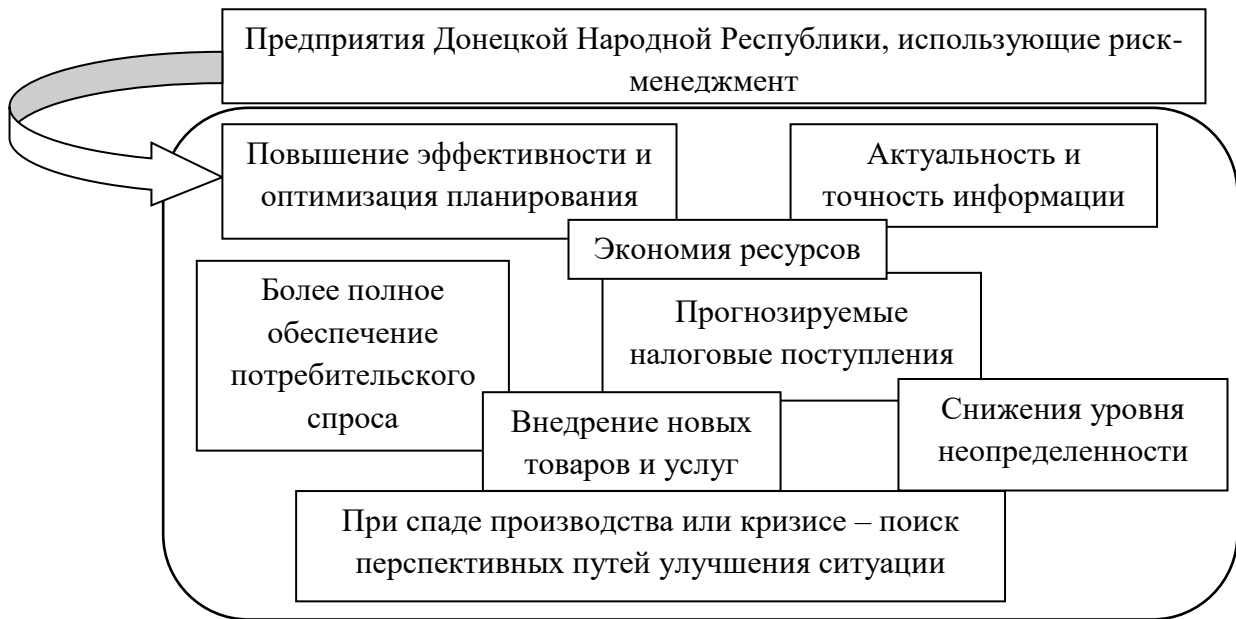 Предприятия Донецкой Народной Республики, использующие риск-
менеджмент
Повышение эффективности и
оптимизация планирования
Актуальность и
точность информации
Экономия ресурсов
Более полное
обеспечение
потребительского
спроса
Прогнозируемые
налоговые поступления
Внедрение новых
товаров и услуг
Снижения уровня
неопределенности
При спаде производства или кризисе – поиск
перспективных путей улучшения ситуации